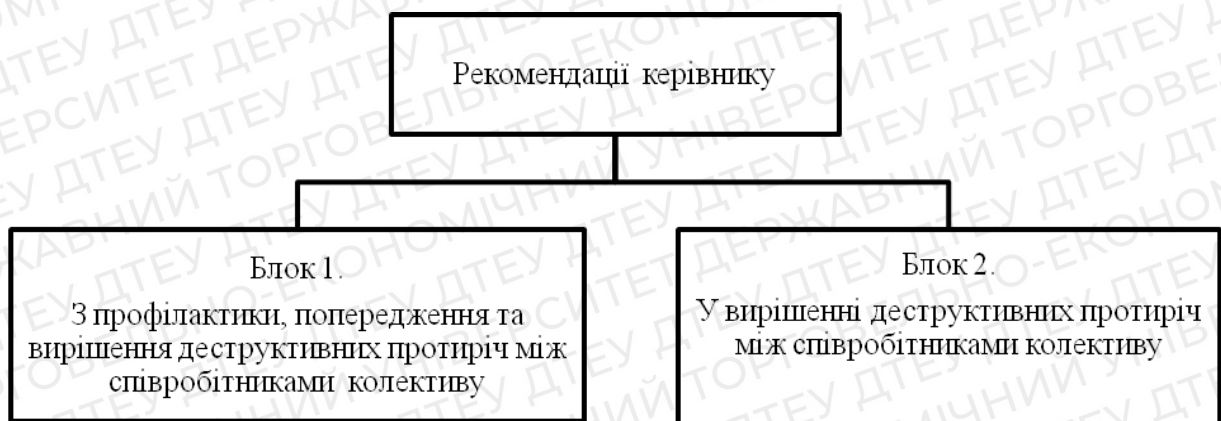 Рекомендації керівнику
Блок 1.
З профілактики, попередження та
вирішення деструктивних протиріч між
співробітниками колективу
Блок 2.
У вирішенні деструктивних протиріч
між співробітниками колективу